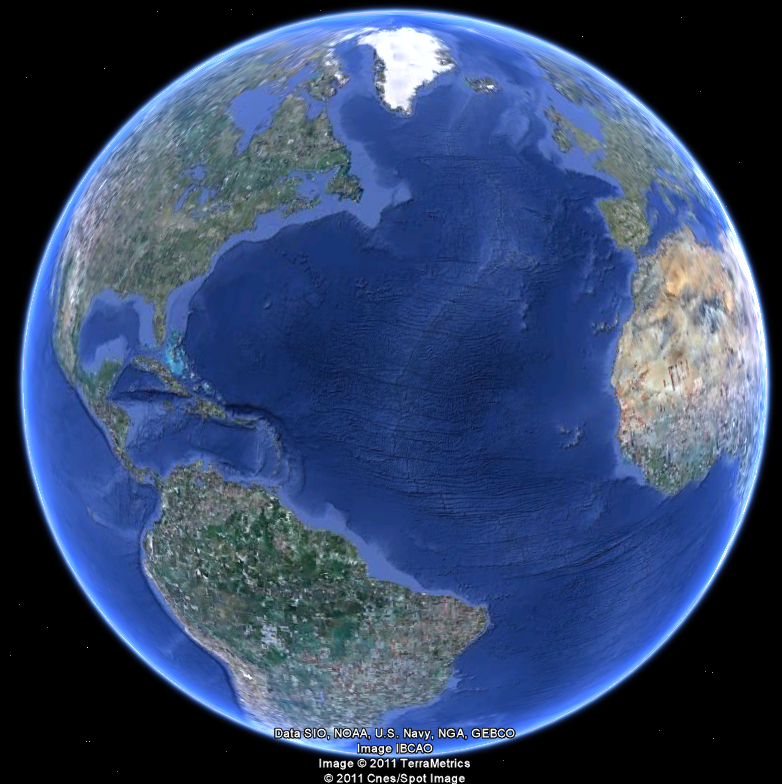 Data SIO, NOAA, U.S. Navy, NGA, GEBCO
Image IBCAO
Image © 2011 TerraMetrics
© 2011 Cnes/Spot Image